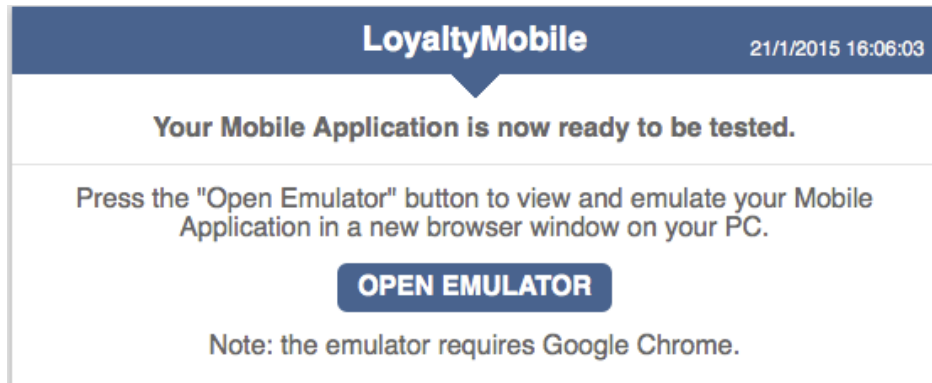 LoyaltyMobile
21/1/2015 16:06:03
Your Mobile Application is now ready to be tested.
Press the "Open Emulator" button to view and emulate your Mobile
Application in a new browser window on your PC.
OPEN EMULATOR
Note: the emulator requires Google Chrome.